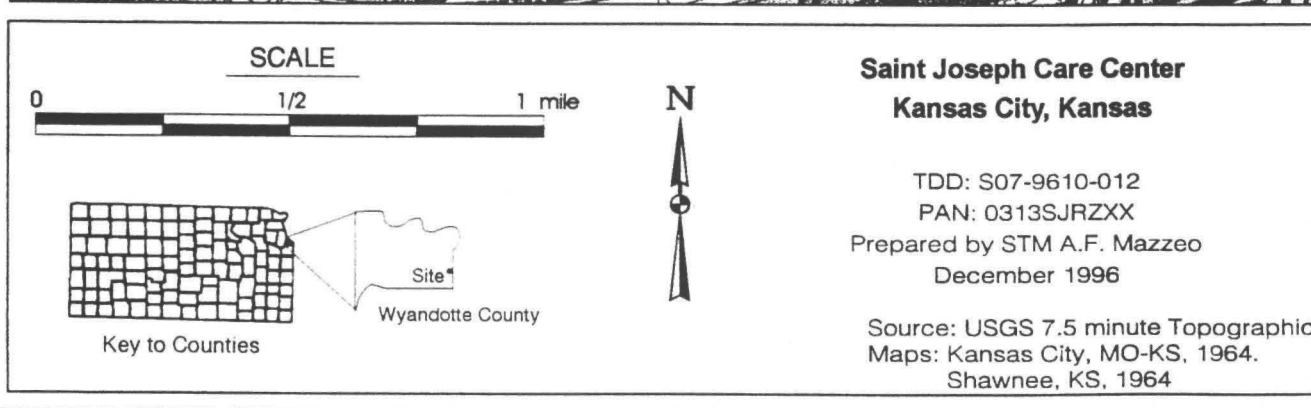 SCALE
0 1/2 1 mile
N
Site
Wyandotte County
Key to Counties
Saint Joseph Care Center
Kansas City, Kansas
TDD: S07-9610-012
PAN: 0313SJRZXX
Prepared by STM A.F. Mazzeo
December 1996
Source: USGS 7.5 minute Topographic
Maps: Kansas City, MO-KS, 1964.
Shawnee, KS, 1964